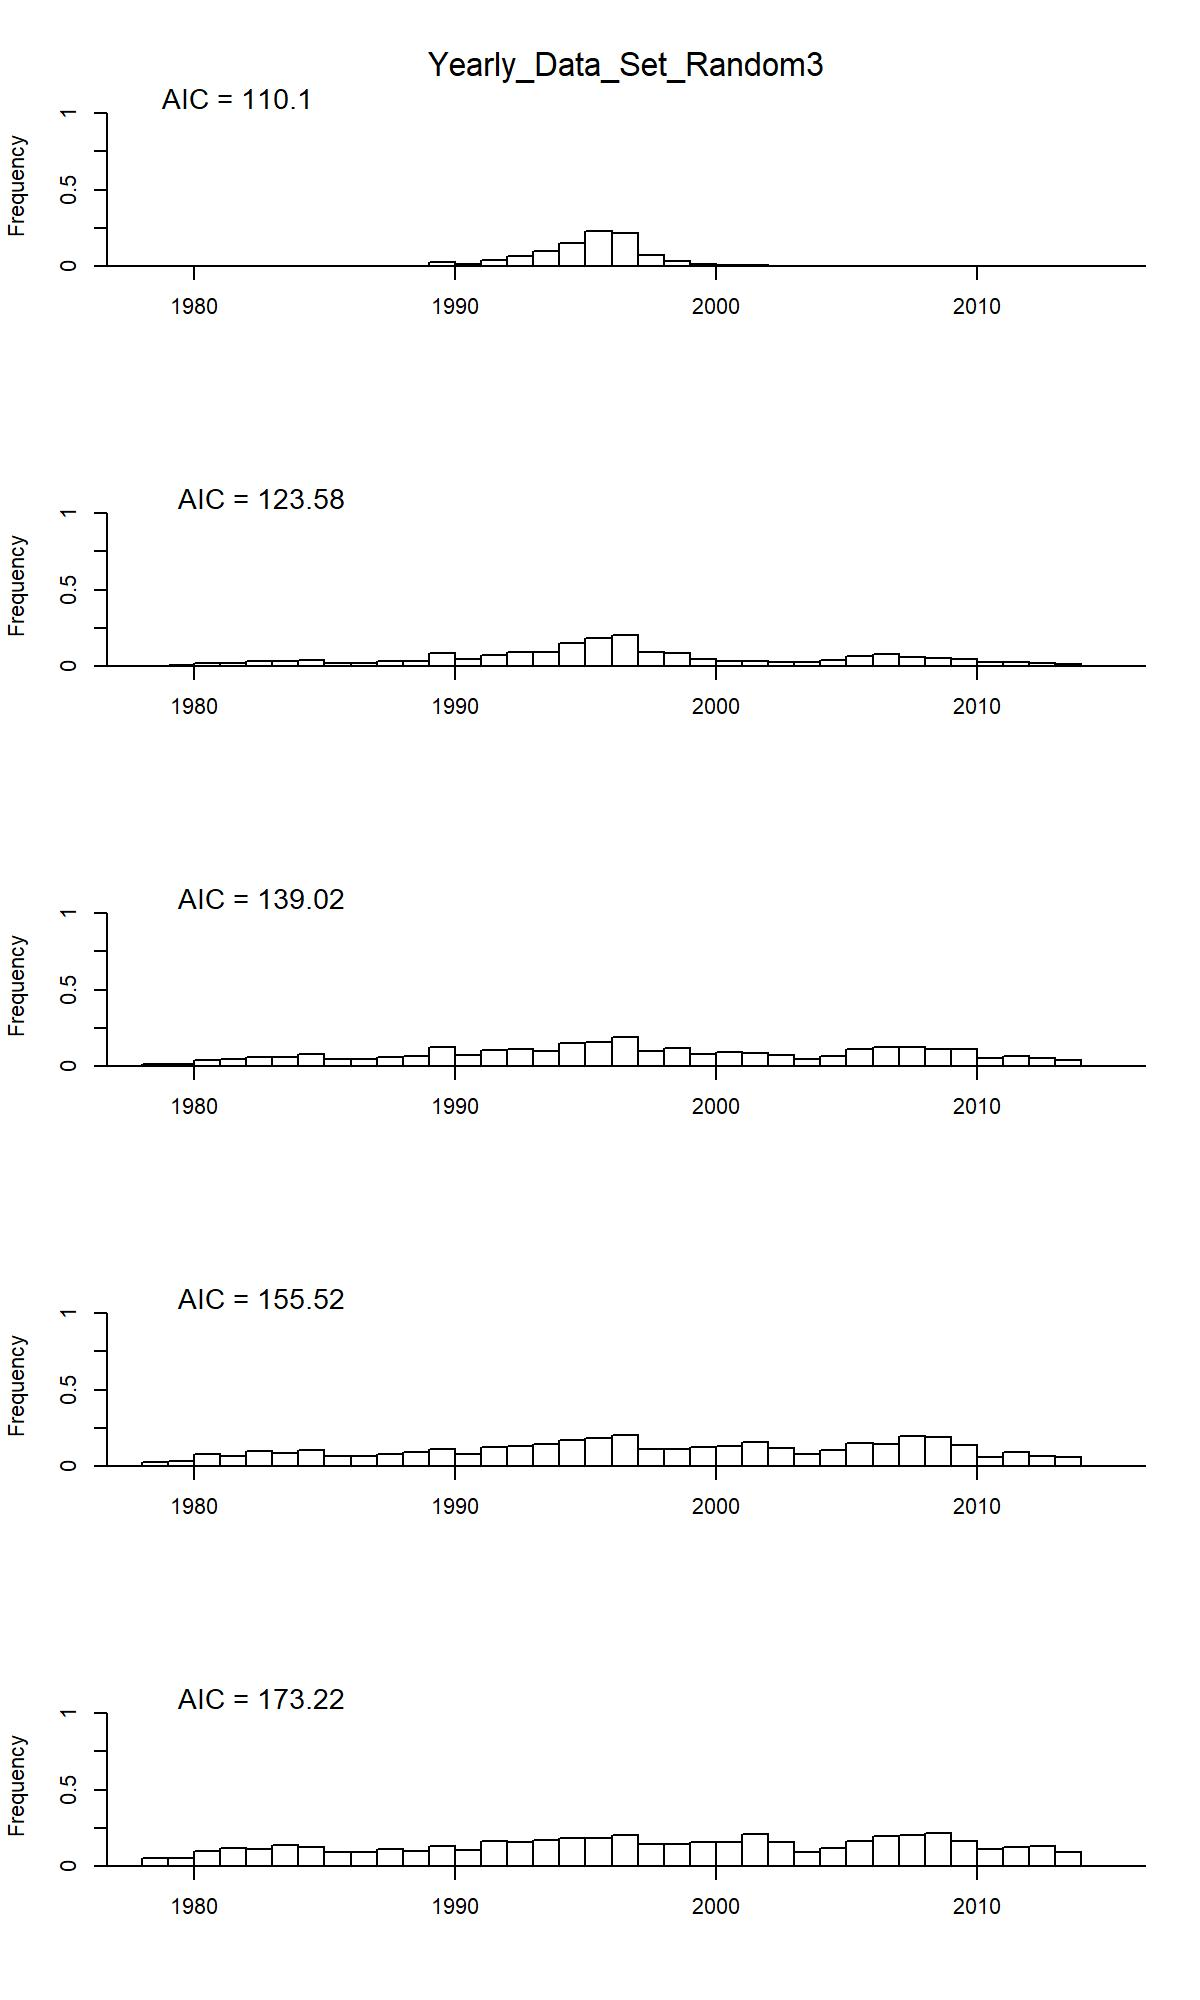 Yearly_Data_Set_Random3
AIC = 110.1
Frequency
1
0.5
0
1980 1990 2000 2010
AIC = 123.58
Frequency
1
0.5
0
1980 1990 2000 2010
AIC = 139.02
Frequency
1
0.5
0
1980 1990 2000 2010
AIC = 155.52
Frequency
1
0.5
0
1980 1990 2000 2010
AIC = 173.22
Frequency
1
0.5
0
1980 1990 2000 2010